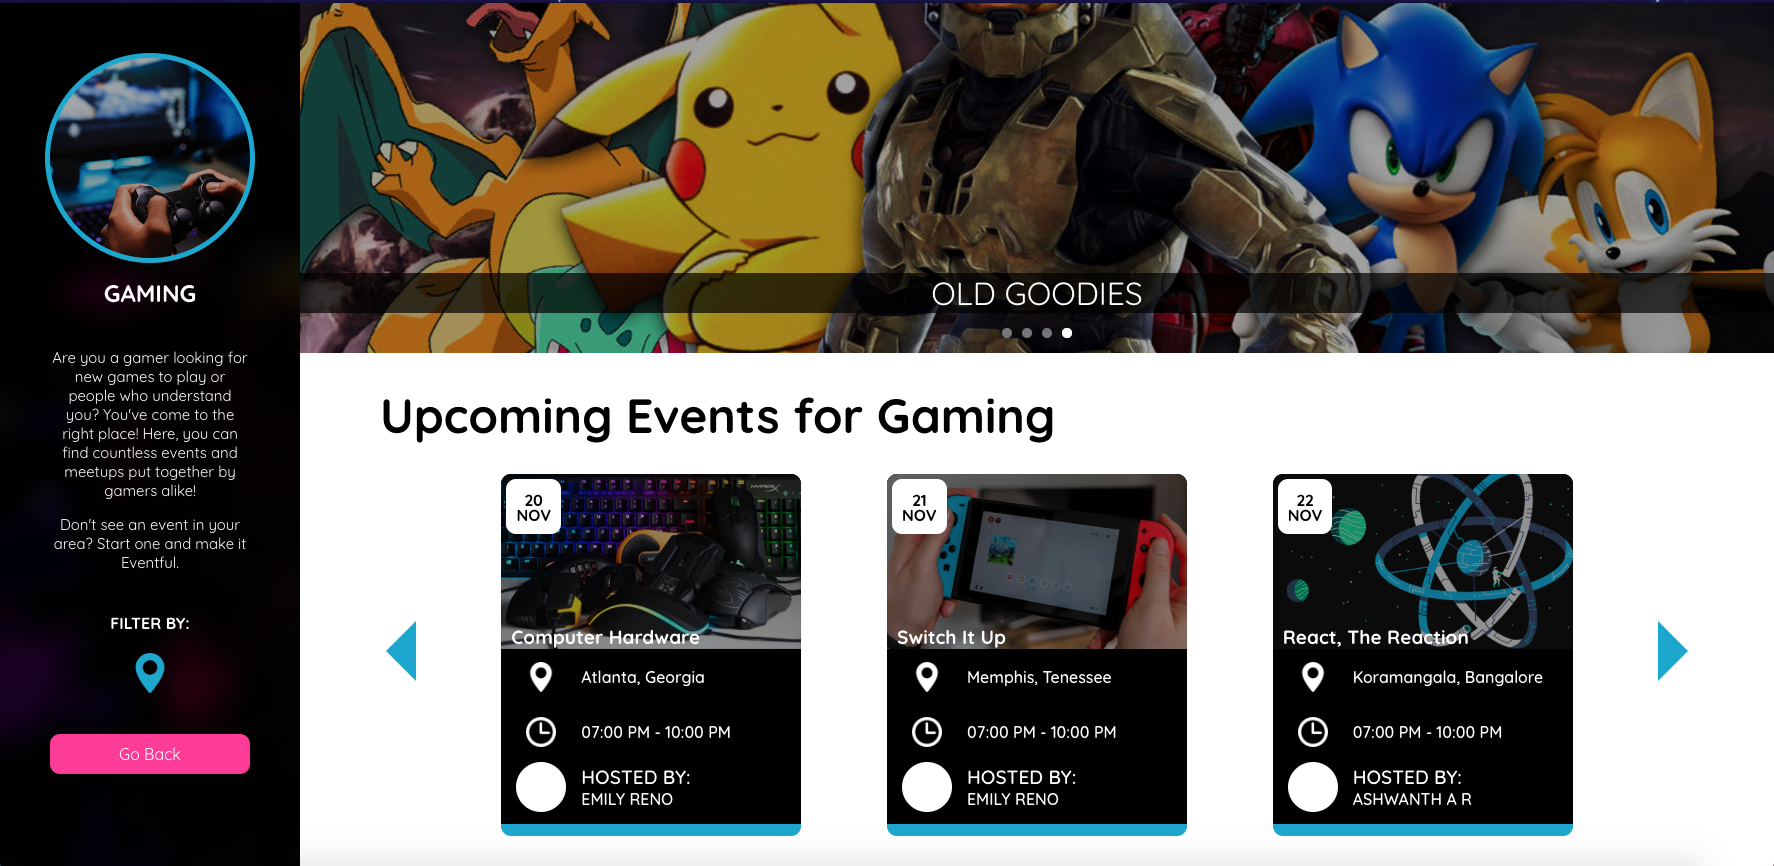 GAMING
Are you a gamer looking for
new games to play or
people who understand
you? You've come to the
right place! Here, you can
find countless events and
meetups put together by
gamers alike!
Don't see an event in your
area? Start one and make it
Eventful.
FILTER BY:
Go Back
OLD GOODIES
Upcoming Events for Gaming
20
NOV
HYPERX
Computer Hardware
Atlanta, Georgia
07:00 PM - 10:00 PM
HOSTED BY:
EMILY RENO
21
NOV
Switch It Up
Memphis, Tenessee
07:00 PM - 10:00 PM
HOSTED BY:
EMILY RENO
22
NOV
React, The Reaction
Koramangala, Bangalore
07:00 PM - 10:00 PM
HOSTED BY:
ASHWANTH A R